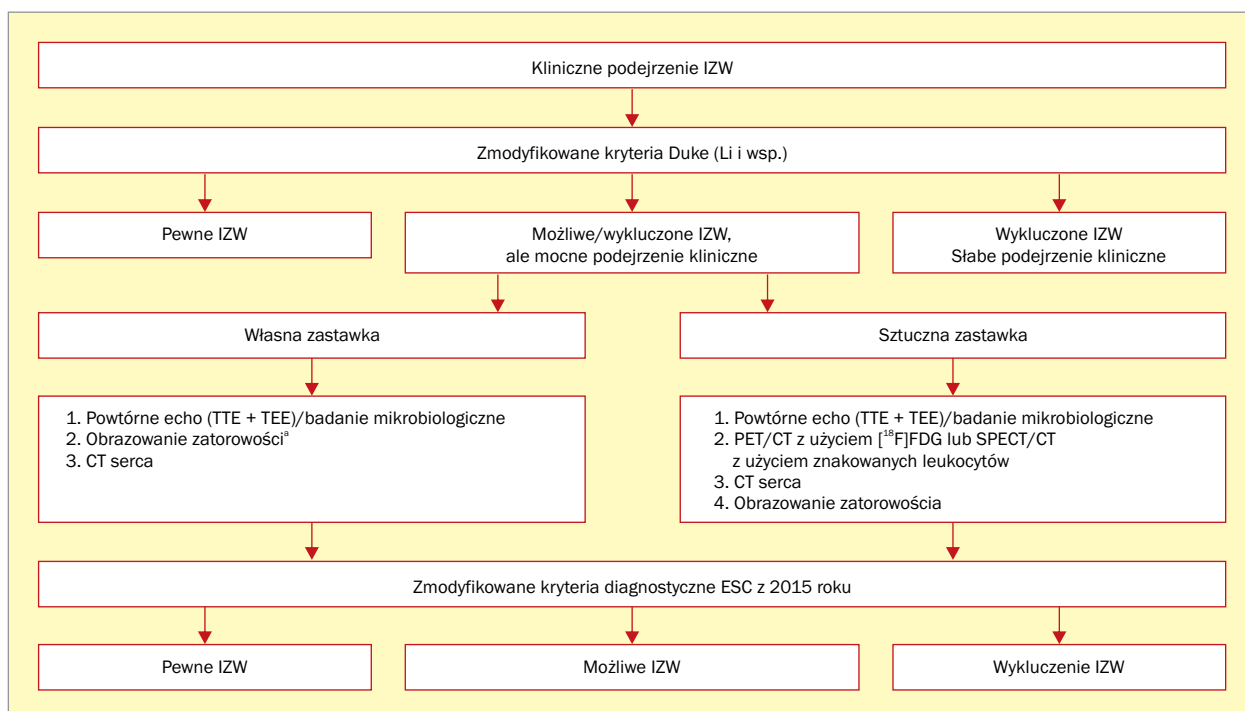 Kliniczne podejrzenie IZW
Zmodyfikowane kryteria Duke (Li i wsp.)
Pewne IZW
Możliwe/wykluczone IZW,
ale mocne podejrzenie kliniczne
Wykluczone IZW
Słabe podejrzenie kliniczne
Własna zastawka
Sztuczna zastawka
1. Powtórne echo (TTE + TEE)/badanie mikrobiologiczne
2. Obrazowanie zatorowościᵃ
3. CT serca
1. Powtórne echo (TTE + TEE)/badanie mikrobiologiczne
2. PET/CT z użyciem [¹⁸F]FDG lub SPECT/CT
z użyciem znakowanych leukocytów
3. CT serca
4. Obrazowanie zatorowościa
Zmodyfikowane kryteria diagnostyczne ESC z 2015 roku
Pewne IZW
Możliwe IZW
Wykluczenie IZW